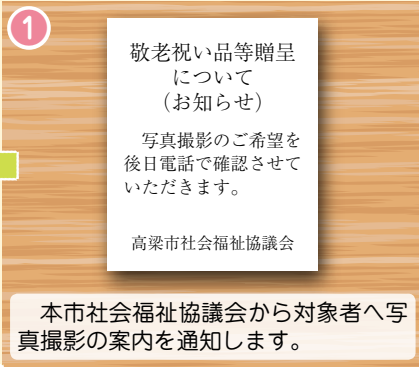 1
敬老祝い品等贈呈
について
（お知らせ）
　写真撮影のご希望を
後日電話で確認させて
いただきます。
高梁市社会福祉協議会
　本市社会福祉協議会から対象者へ写
真撮影の案内を通知します。